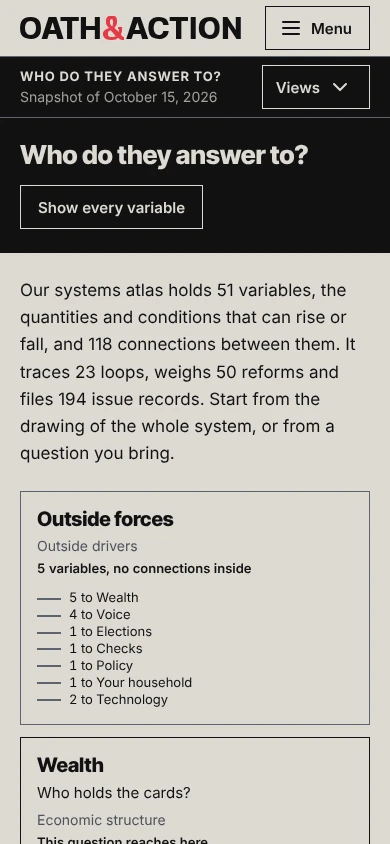 OATH&ACTION
Menu
WHO DO THEY ANSWER TO?
Snapshot of October 15, 2026
Views
Who do they answer to?
Show every variable
Our systems atlas holds 51 variables, the
quantities and conditions that can rise or
fall, and 118 connections between them. It
traces 23 loops, weighs 50 reforms and
files 194 issue records. Start from the
drawing of the whole system, or from a
question you bring.
Outside forces
Outside drivers
5 variables, no connections inside
5 to Wealth
4 to Voice
1 to Elections
1 to Checks
1 to Policy
1 to Your household
2 to Technology
Wealth
Who holds the cards?
Economic structure
This question reaches here